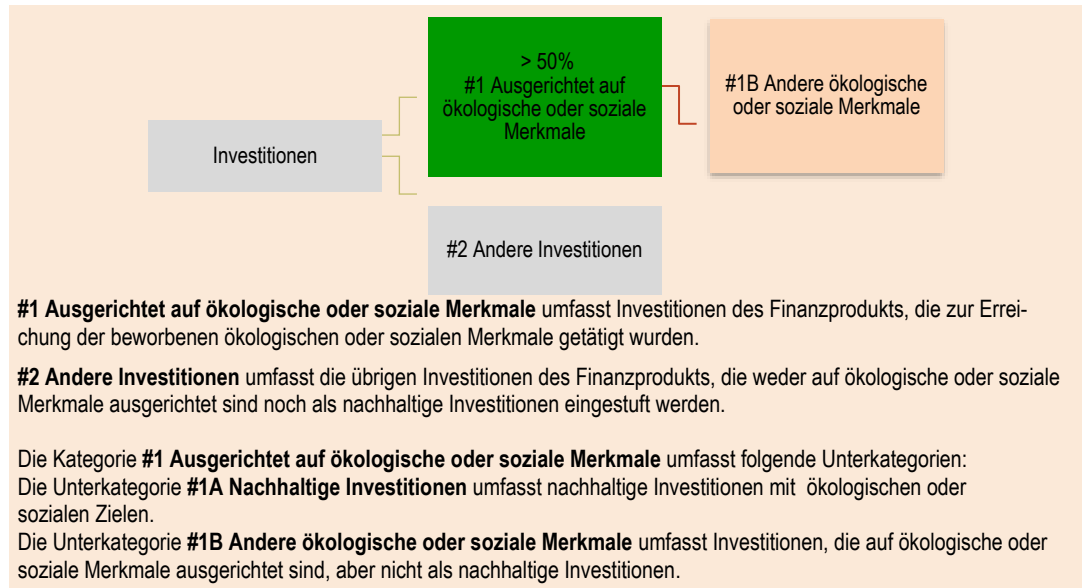 > 50%
#1 Ausgerichtet auf
ökologische oder soziale
Merkmale
#1B Andere ökologische
oder soziale Merkmale
Investitionen
#2 Andere Investitionen
#1 Ausgerichtet auf ökologische oder soziale Merkmale umfasst Investitionen des Finanzprodukts, die zur Errei-
chung der beworbenen ökologischen oder sozialen Merkmale getätigt wurden.
#2 Andere Investitionen umfasst die übrigen Investitionen des Finanzprodukts, die weder auf ökologische oder soziale
Merkmale ausgerichtet sind noch als nachhaltige Investitionen eingestuft werden.
Die Kategorie #1 Ausgerichtet auf ökologische oder soziale Merkmale umfasst folgende Unterkategorien:
Die Unterkategorie #1A Nachhaltige Investitionen umfasst nachhaltige Investitionen mit ökologischen oder
sozialen Zielen.
Die Unterkategorie #1B Andere ökologische oder soziale Merkmale umfasst Investitionen, die auf ökologische oder
soziale Merkmale ausgerichtet sind, aber nicht als nachhaltige Investitionen.